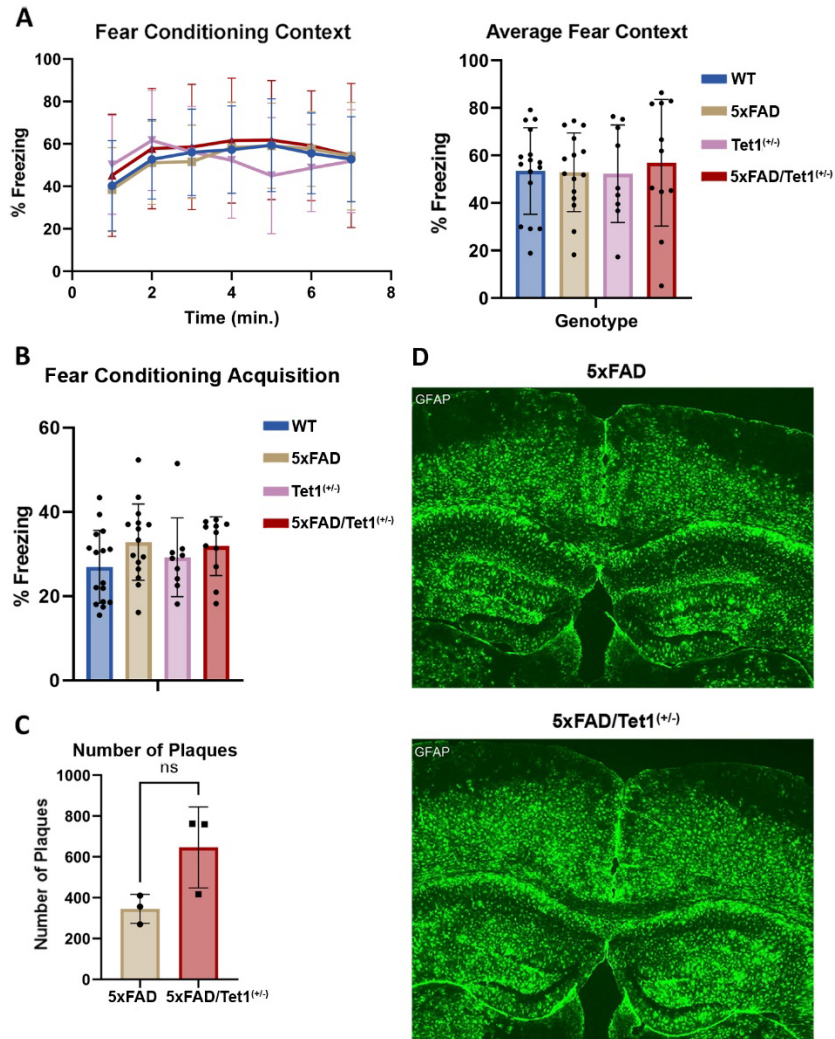 A
Fear Conditioning Context
100
80
60
40
20
0
% Freezing
0 2 4 6 8
Time (min.)
Average Fear Context
100
80
60
40
20
0
% Freezing
Genotype
WT
5xFAD
Tet1(+/-)
5xFAD/Tet1(+/-)
B
Fear Conditioning Acquisition
60
40
20
0
% Freezing
WT
5xFAD
Tet1(+/-)
5xFAD/Tet1(+/-)
C
Number of Plaques
ns
1000
800
600
400
200
0
Number of Plaques
5xFAD 5xFAD/Tet1(+/-)
D
5xFAD
GFAP
5xFAD/Tet1(+/-)
GFAP